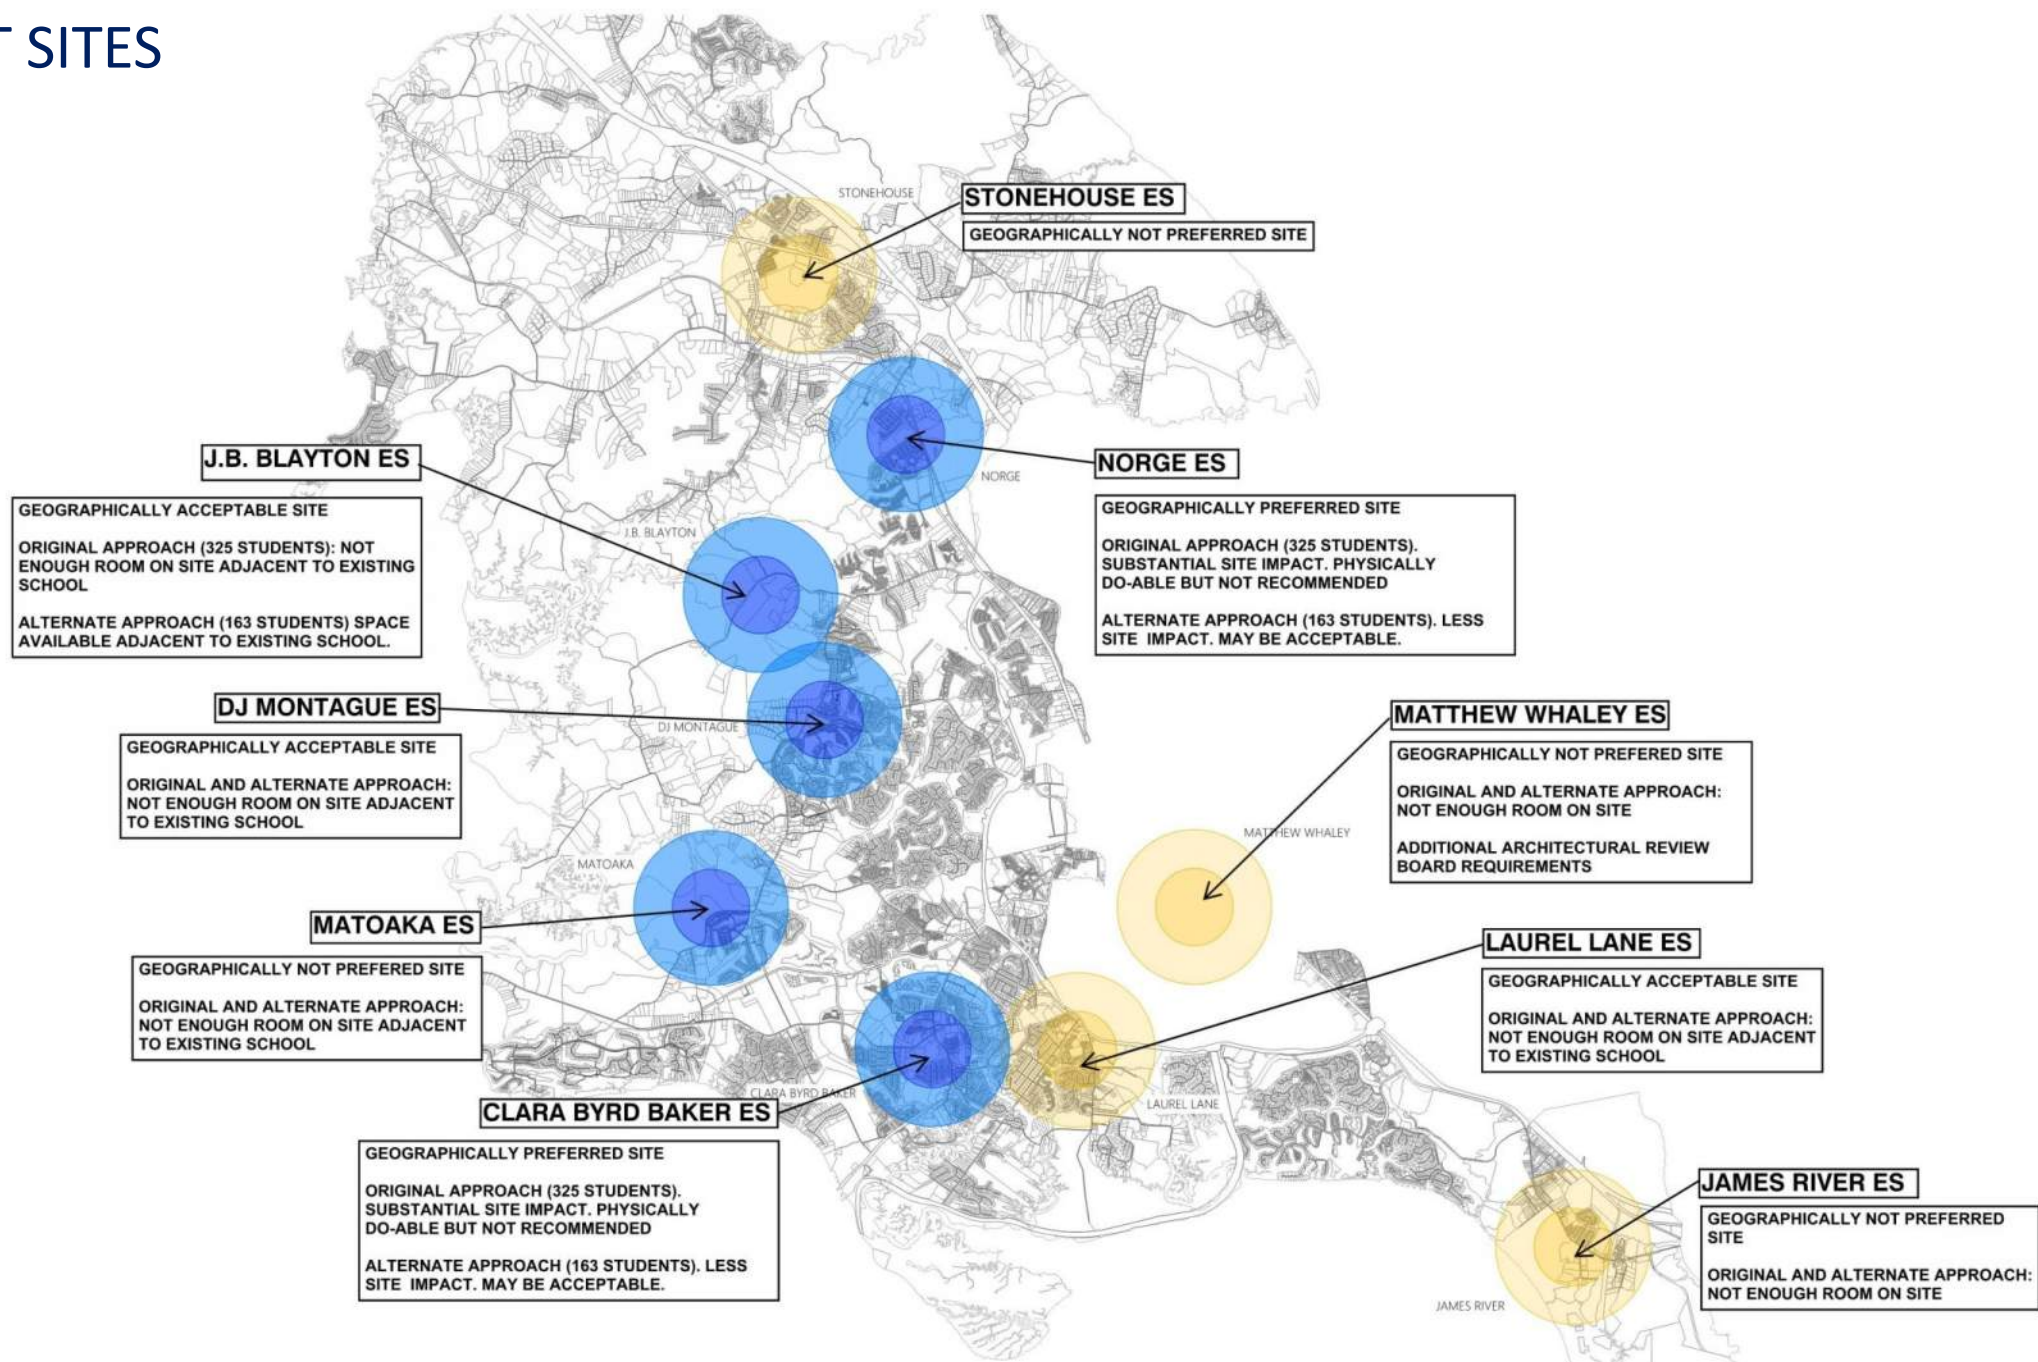 T SITES
STONEHOUSE
STONEHOUSE ES
GEOGRAPHICALLY NOT PREFERRED SITE
J.B. BLAYTON ES
GEOGRAPHICALLY ACCEPTABLE SITE
ORIGINAL APPROACH (325 STUDENTS): NOT
ENOUGH ROOM ON SITE ADJACENT TO EXISTING
SCHOOL
ALTERNATE APPROACH (163 STUDENTS) SPACE
AVAILABLE ADJACENT TO EXISTING SCHOOL.
J.B. BLAYTON
NORGE ES
NORGE
GEOGRAPHICALLY PREFERRED SITE
ORIGINAL APPROACH (325 STUDENTS).
SUBSTANTIAL SITE IMPACT. PHYSICALLY
DO-ABLE BUT NOT RECOMMENDED
ALTERNATE APPROACH (163 STUDENTS). LESS
SITE IMPACT. MAY BE ACCEPTABLE.
DJ MONTAGUE ES
DJ MONTAGUE
GEOGRAPHICALLY ACCEPTABLE SITE
ORIGINAL AND ALTERNATE APPROACH:
NOT ENOUGH ROOM ON SITE ADJACENT
TO EXISTING SCHOOL
MATTHEW WHALEY ES
GEOGRAPHICALLY NOT PREFERED SITE
ORIGINAL AND ALTERNATE APPROACH:
NOT ENOUGH ROOM ON SITE
ADDITIONAL ARCHITECTURAL REVIEW
BOARD REQUIREMENTS
MATTHEW WHALEY
MATOAKA
MATOAKA ES
GEOGRAPHICALLY NOT PREFERED SITE
ORIGINAL AND ALTERNATE APPROACH:
NOT ENOUGH ROOM ON SITE ADJACENT
TO EXISTING SCHOOL
LAUREL LANE ES
GEOGRAPHICALLY ACCEPTABLE SITE
ORIGINAL AND ALTERNATE APPROACH:
NOT ENOUGH ROOM ON SITE ADJACENT
TO EXISTING SCHOOL
LAUREL LANE
CLARA BYRD BAKER
CLARA BYRD BAKER ES
GEOGRAPHICALLY PREFERRED SITE
ORIGINAL APPROACH (325 STUDENTS).
SUBSTANTIAL SITE IMPACT. PHYSICALLY
DO-ABLE BUT NOT RECOMMENDED
ALTERNATE APPROACH (163 STUDENTS). LESS
SITE IMPACT. MAY BE ACCEPTABLE.
JAMES RIVER ES
GEOGRAPHICALLY NOT PREFERRED
SITE
ORIGINAL AND ALTERNATE APPROACH:
NOT ENOUGH ROOM ON SITE
JAMES RIVER